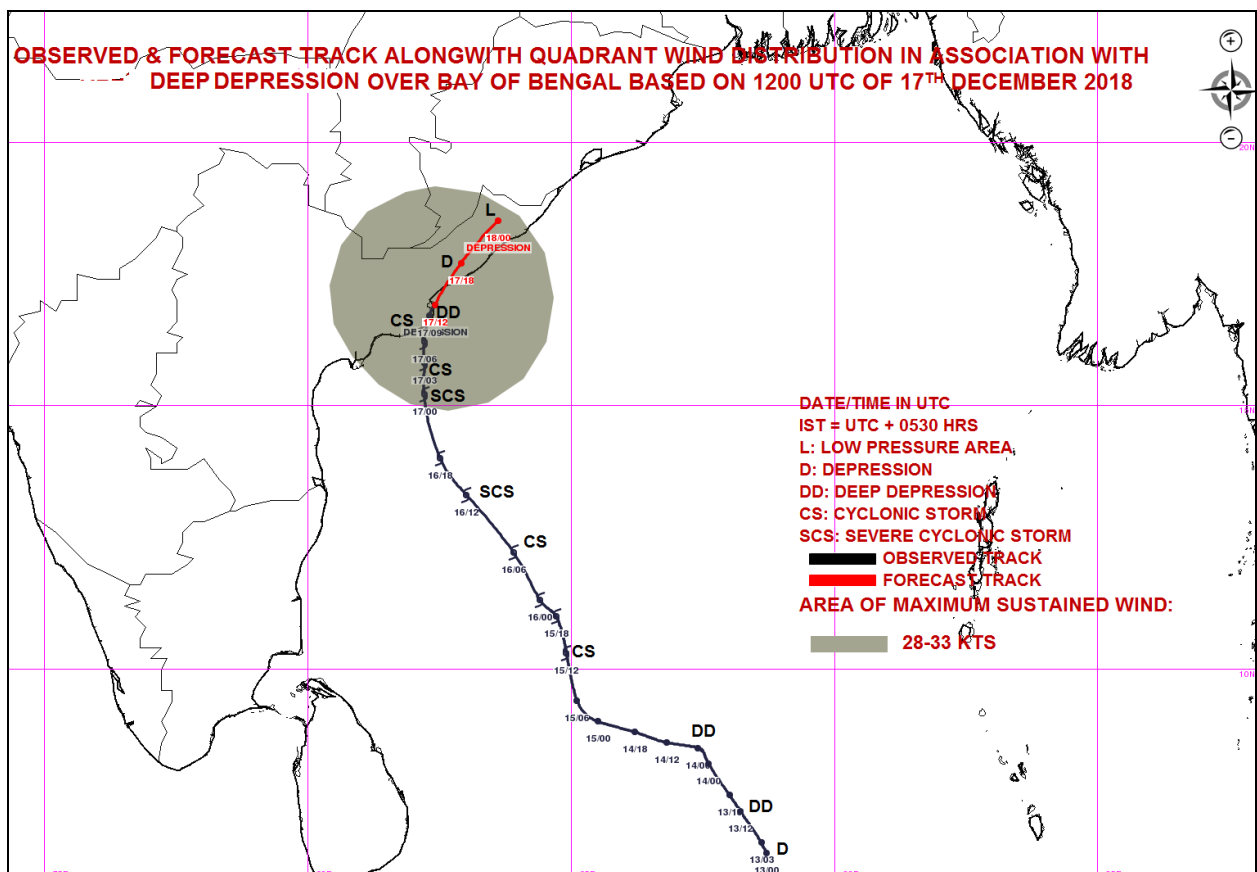 OBSERVED & FORECAST TRACK ALONGWITH QUADRANT WIND DISTRIBUTION IN ASSOCIATION WITH
DEEP DEPRESSION OVER BAY OF BENGAL BASED ON 1200 UTC OF 17TH DECEMBER 2018
20N
L
18/00
DEPRESSION
D
17/18
DD
CS
17/12
17/09
17/06
CS
17/03
SCS
17/00
15N
DATE/TIME IN UTC
IST = UTC + 0530 HRS
L: LOW PRESSURE AREA
D: DEPRESSION
DD: DEEP DEPRESSION
CS: CYCLONIC STORM
SCS: SEVERE CYCLONIC STORM
OBSERVED TRACK
FORECAST TRACK
AREA OF MAXIMUM SUSTAINED WIND:
28-33 KTS
16/18
SCS
16/12
CS
16/06
16/00
15/18
CS
15/12
10N
15/06
15/00
14/18
DD
14/12
14/06
14/00
DD
13/18
13/12
D
13/03
13/00